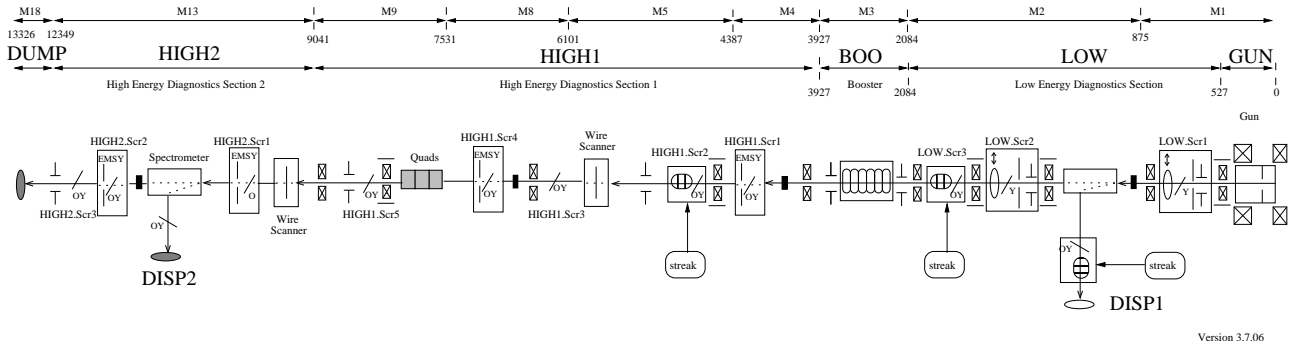 M18 M13 M9 M8 M5 M4 M3 M2 M1
13326 12349 9041 7531 6101 4387 3927 2084 875
DUMP HIGH2 HIGH1 BOO LOW GUN
High Energy Diagnostics Section 2 High Energy Diagnostics Section 1 Booster Low Energy Diagnostics Section
3927 2084 527 0
Gun
HIGH2.Scr2 HIGH2.Scr1 HIGH1.Scr4 Wire Scanner HIGH1.Scr2 HIGH1.Scr1 LOW.Scr3 LOW.Scr2 LOW.Scr1
Spectrometer Quads
EMSY EMSY EMSY EMSY
OY OY O OY OY OY OY OY OY Y Y
HIGH2.Scr3 Wire Scanner HIGH1.Scr5 HIGH1.Scr3
OY OY
streak streak streak
DISP2 DISP1
Version 3.7.06